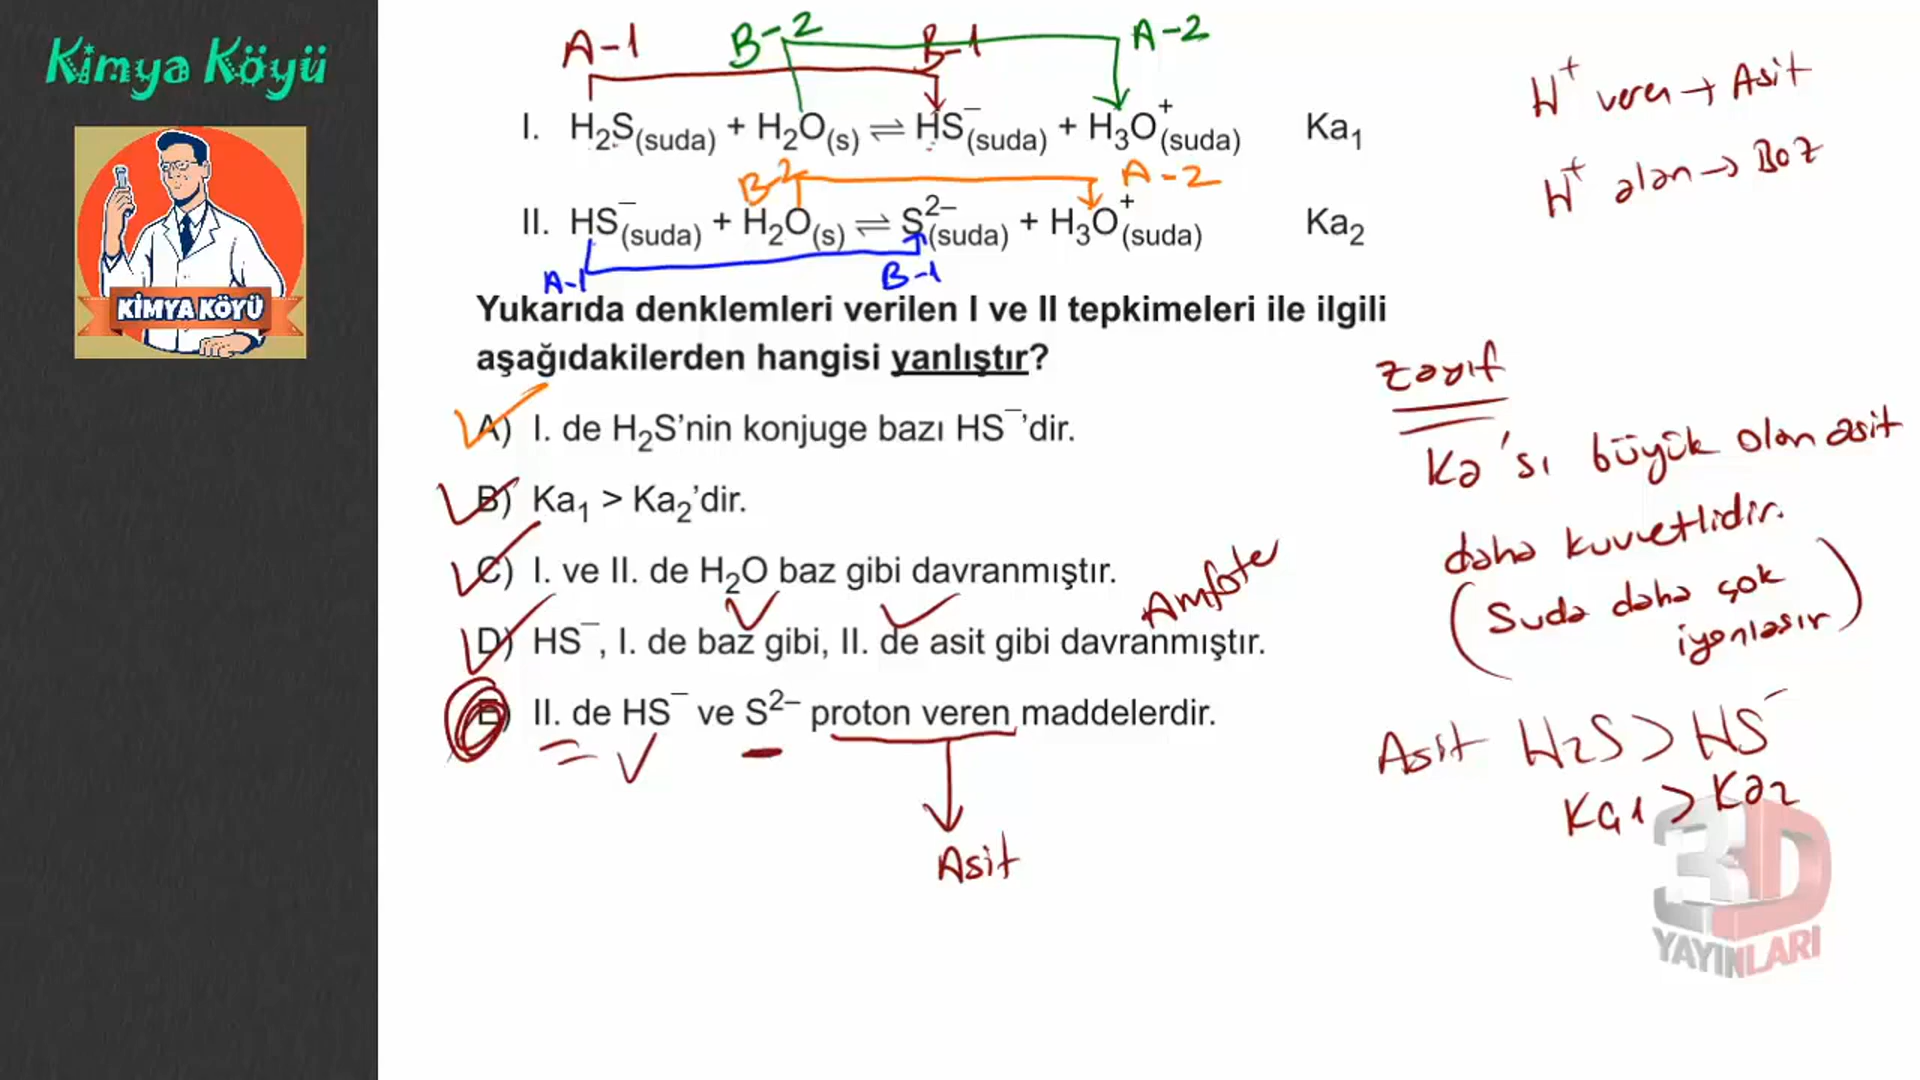 Kimya Köyü
KİMYA KÖYÜ
A-1 B-2 B-1 A-2
I. H₂S(suda) + H₂O(s) ⇌ HS⁻(suda) + H₃O⁺(suda) Ka₁
B-2 A-2
II. HS⁻(suda) + H₂O(s) ⇌ S²⁻(suda) + H₃O⁺(suda) Ka₂
A-1 B-1
H⁺ veren → Asit
H⁺ alan → Baz
Yukarıda denklemleri verilen I ve II tepkimeleri ile ilgili
aşağıdakilerden hangisi yanlıştır?
A) I. de H₂S’nin konjuge bazı HS⁻’dir.
B) Ka₁ > Ka₂’dir.
C) I. ve II. de H₂O baz gibi davranmıştır.
Amfoter
D) HS⁻, I. de baz gibi, II. de asit gibi davranmıştır.
E) II. de HS⁻ ve S²⁻ proton veren maddelerdir.
Asit
Zayıf
Ka'sı büyük olan asit
daha kuvvetlidir.
(Suda daha çok
iyonlaşır)
Asit H₂S > HS⁻
Ka₁ > Ka₂
3D
YAYINLARI